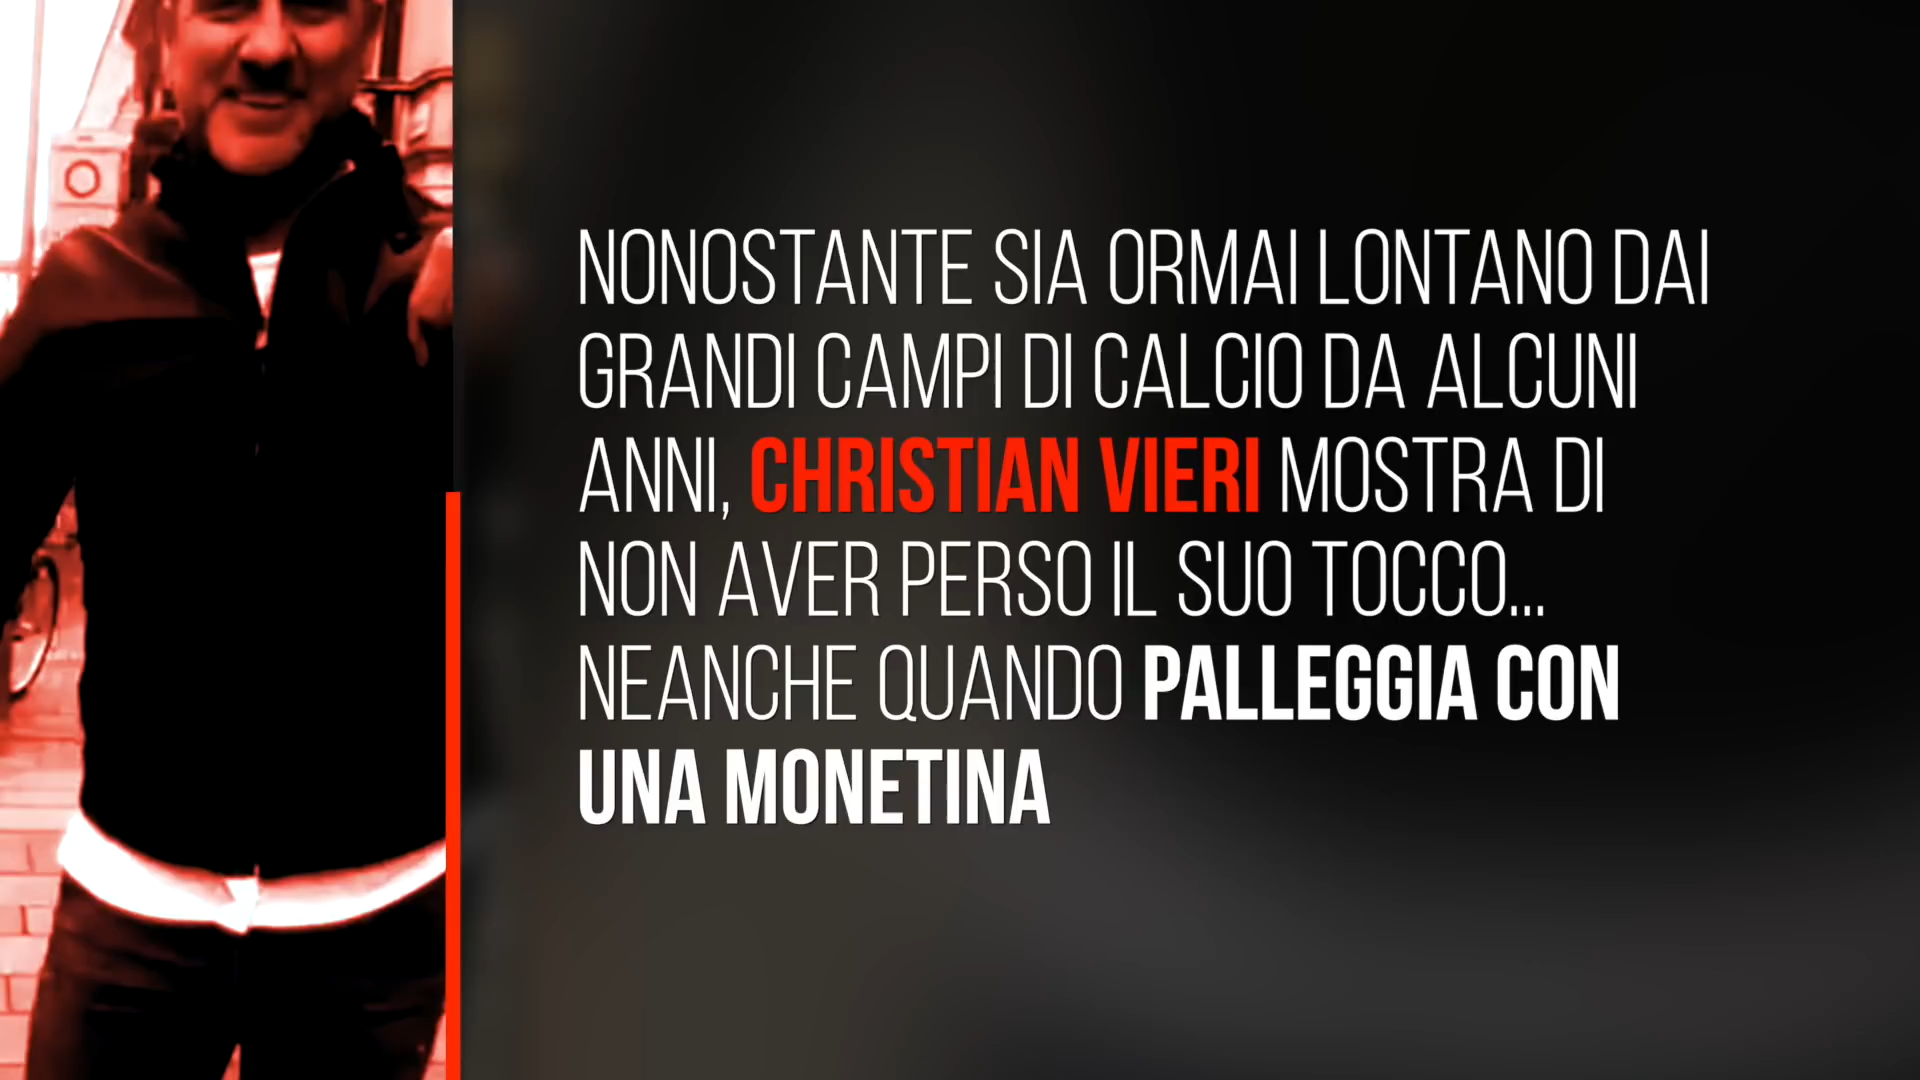 NONOSTANTE SIA ORMAI LONTANO DAI
GRANDI CAMPI DI CALCIO DA ALCUNI
ANNI, CHRISTIAN VIERI MOSTRA DI
NON AVER PERSO IL SUO TOCCO...
NEANCHE QUANDO PALLEGGIA CON
UNA MONETINA